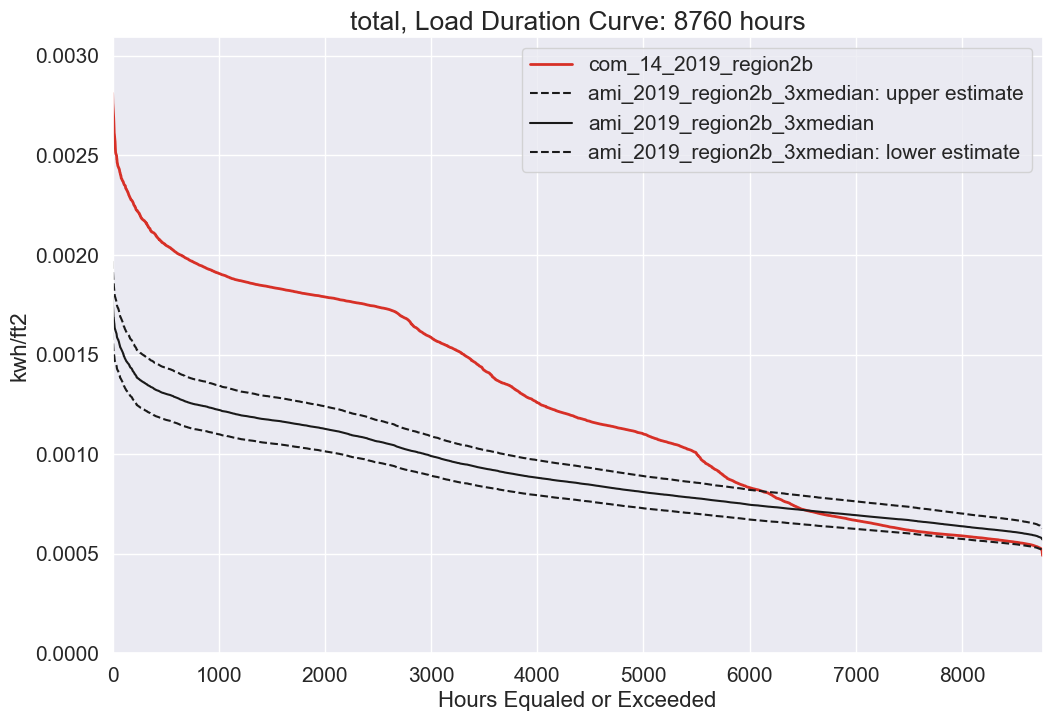 total, Load Duration Curve: 8760 hours
com_14_2019_region2b
ami_2019_region2b_3xmedian: upper estimate
ami_2019_region2b_3xmedian
ami_2019_region2b_3xmedian: lower estimate
kwh/ft2
0.0030
0.0025
0.0020
0.0015
0.0010
0.0005
0.0000
0 1000 2000 3000 4000 5000 6000 7000 8000
Hours Equaled or Exceeded